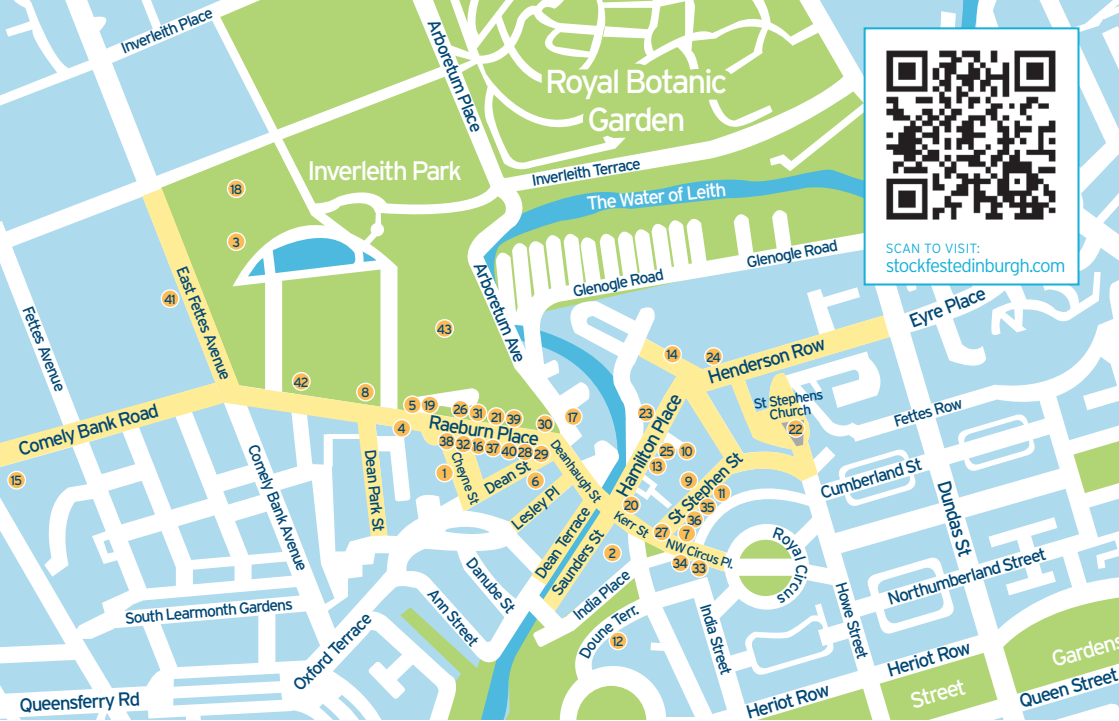 Inverleith Place
Arboretum Place
Royal Botanic
Garden
Inverleith Park
Inverleith Terrace
The Water of Leith
18
3
41
East Fettes Avenue
Fettes Avenue
Arboretum Ave
Glenogle Road
Glenogle Road
SCAN TO VISIT:
stockfestedinburgh.com
Eyre Place
43
42
8
14
24
Henderson Row
5
19
26
31
21
39
30
17
23
St Stephens
Church
22
Fettes Row
Comely Bank Road
15
4
Raeburn Place
38
32
16
37
40
28
29
1
Cheyne St
Dean St
6
Lesley Pl
Deanhaugh St
Hamilton Place
25
10
13
9
11
St Stephen St
35
36
20
Kerr St
27
7
NW Circus Pl.
34
33
2
Cumberland St
Dundas St
Comely Bank Avenue
Dean Park St
Dean Terrace
Saunders St
Danube St
Ann Street
India Place
Doune Terr.
12
India Street
Royal Circus
Howe Street
Northumberland Street
South Learmonth Gardens
Oxford Terrace
Queensferry Rd
Heriot Row
Heriot Row
Street
Gardens
Queen Street